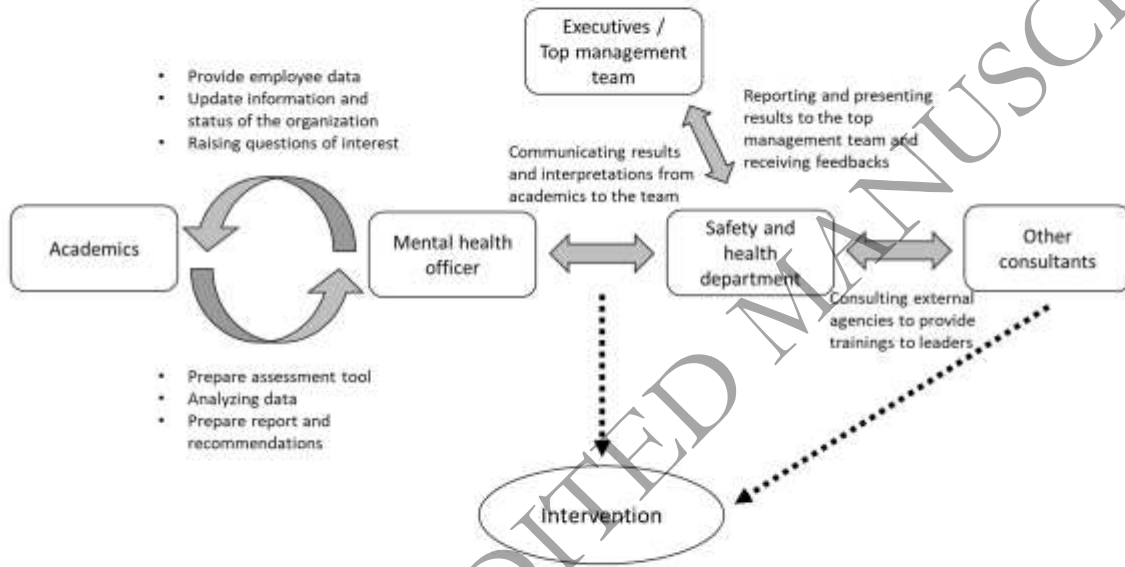 Executives /
Top management
team
• Provide employee data
• Update information and
status of the organization
• Raising questions of interest
Reporting and presenting
results to the top
management team and
receiving feedbacks
Communicating results
and interpretations from
academics to the team
Academics
Mental health
officer
Safety and
health
department
Other
consultants
Consulting external
agencies to provide
trainings to leaders
• Prepare assessment tool
• Analyzing data
• Prepare report and
recommendations
Intervention